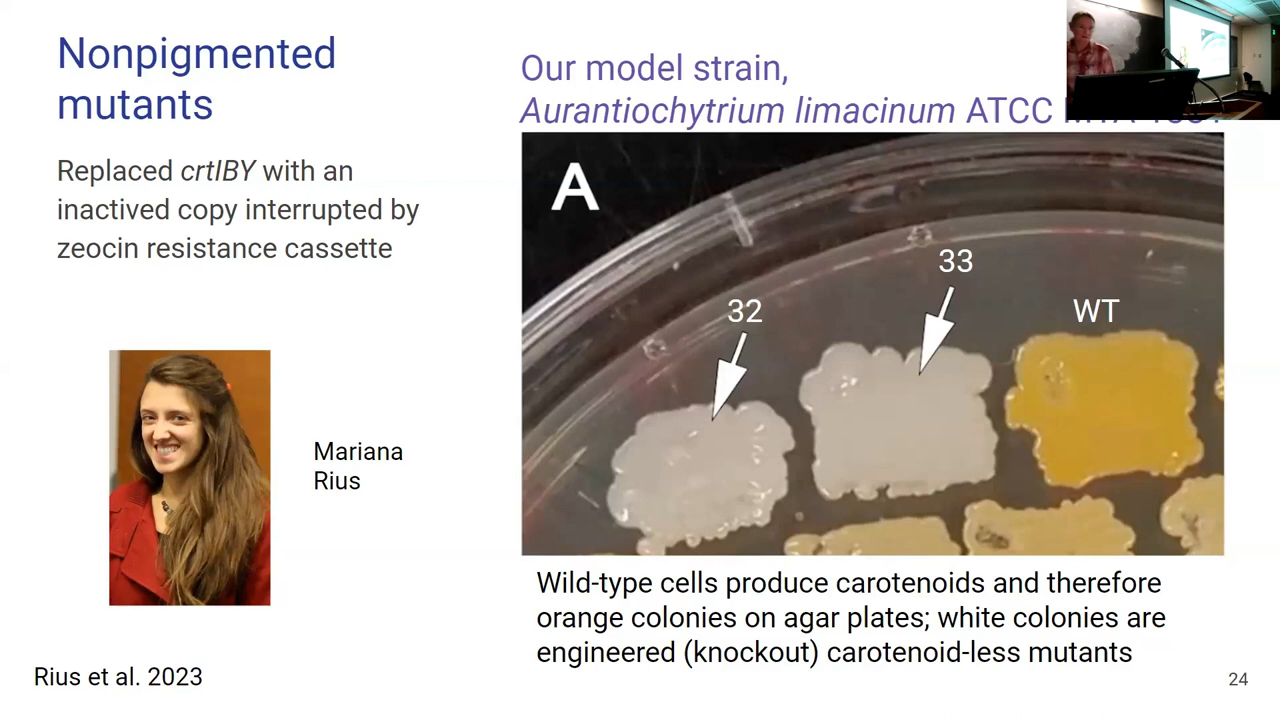 Nonpigmented
mutants
Replaced crtIBY with an
inactived copy interrupted by
zeocin resistance cassette
Mariana
Rius
Rius et al. 2023
Our model strain,
Aurantiochytrium limacinum ATCC
A
33
32
WT
Wild-type cells produce carotenoids and therefore
orange colonies on agar plates; white colonies are
engineered (knockout) carotenoid-less mutants
24